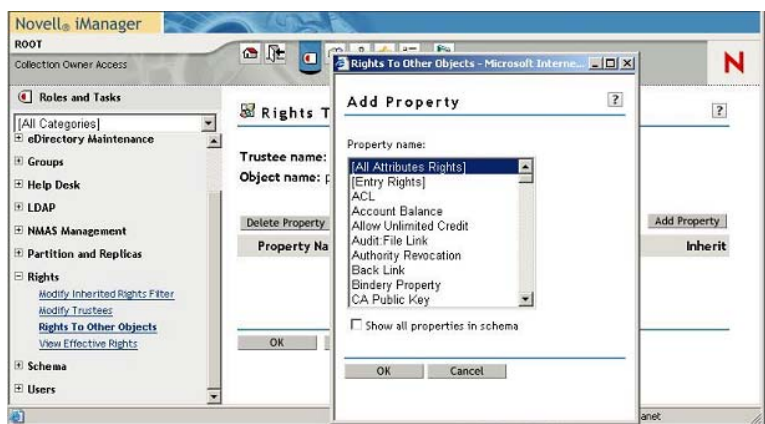 Novell® iManager
ROOT
Collection Owner Access
Roles and Tasks
[All Categories]
eDirectory Maintenance
Groups
Help Desk
LDAP
NMAS Management
Partition and Replicas
Rights
Modify Inherited Rights Filter
Modify Trustees
Rights To Other Objects
View Effective Rights
Schema
Users
N
Rights T
?
Trustee name:
Object name: p
Delete Property
Add Property
Property Na
Inherit
OK
Rights To Other Objects - Microsoft Interne...
Add Property
?
Property name:
[All Attributes Rights]
[Entry Rights]
ACL
Account Balance
Allow Unlimited Credit
Audit:File Link
Authority Revocation
Back Link
Bindery Property
CA Public Key
Show all properties in schema
OK
Cancel
anet